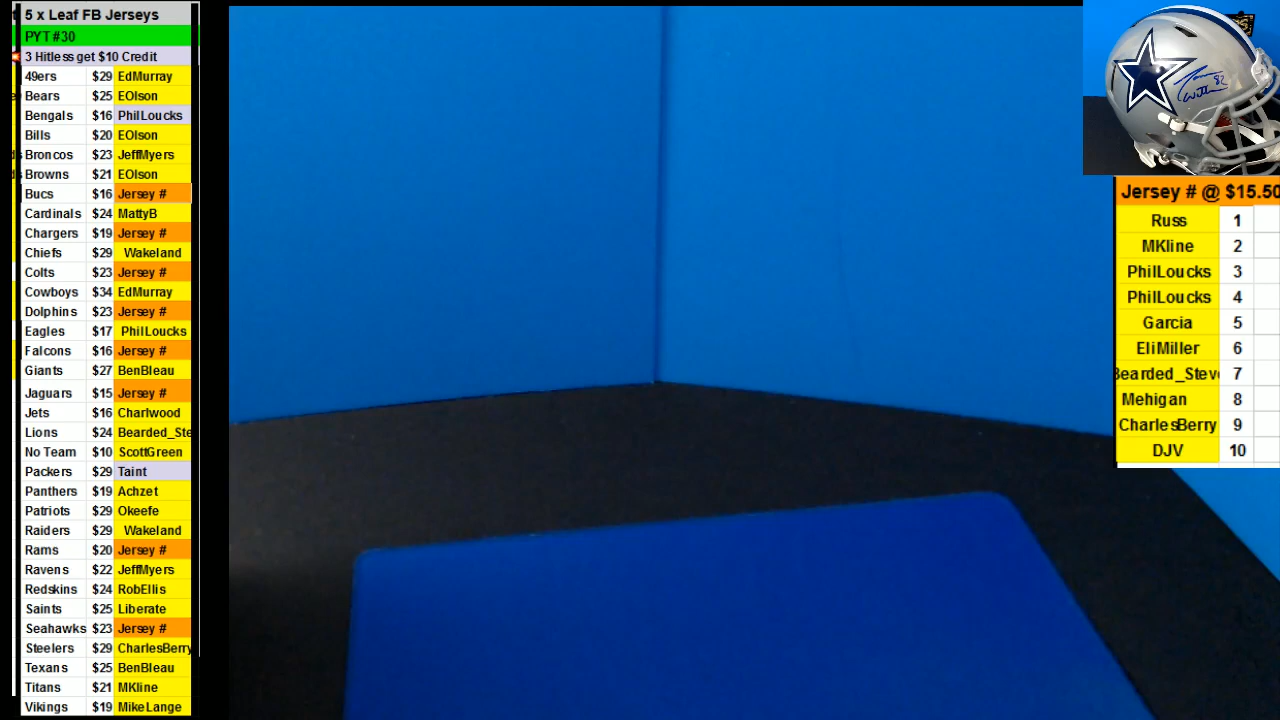 5 x Leaf FB Jerseys
PYT #30
3 Hitless get $10 Credit
49ers $29 EdMurray
Bears $25 EOlson
Bengals $16 PhilLoucks
Bills $20 EOlson
Broncos $23 JeffMyers
Browns $21 EOlson
Bucs $16 Jersey #
Cardinals $24 MattyB
Chargers $19 Jersey #
Chiefs $29 Wakeland
Colts $23 Jersey #
Cowboys $34 EdMurray
Dolphins $23 Jersey #
Eagles $17 PhilLoucks
Falcons $16 Jersey #
Giants $27 BenBleau
Jaguars $15 Jersey #
Jets $16 Charlwood
Lions $24 Bearded_Ste
No Team $10 ScottGreen
Packers $29 Taint
Panthers $19 Achzet
Patriots $29 Okeefe
Raiders $29 Wakeland
Rams $20 Jersey #
Ravens $22 JeffMyers
Redskins $24 RobEllis
Saints $25 Liberate
Seahawks $23 Jersey #
Steelers $29 CharlesBerry
Texans $25 BenBleau
Titans $21 MKline
Vikings $19 MikeLange
Jersey # @ $15.50
Russ 1
MKline 2
PhilLoucks 3
PhilLoucks 4
Garcia 5
EliMiller 6
Bearded_Steve 7
Mehigan 8
CharlesBerry 9
DJV 10